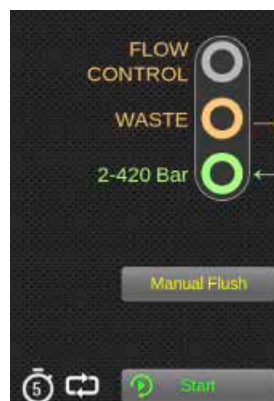 FLOW
CONTROL
WASTE
2-420 Bar
Manual Flush
5
Start